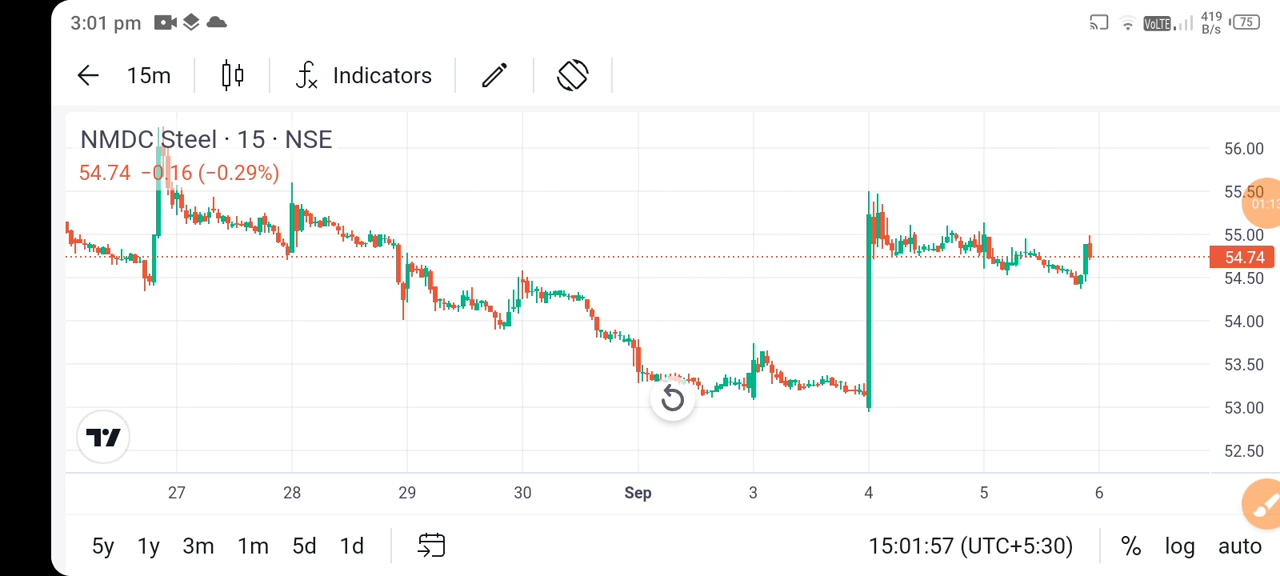 3:01 pm VoLTE 419 B/s 75
15m Indicators
NMDC Steel · 15 · NSE
54.74 −0.16 (−0.29%)
56.00
55.50
01:13
55.00
54.74
54.50
54.00
53.50
53.00
52.50
27 28 29 30 Sep 3 4 5 6
5y 1y 3m 1m 5d 1d 15:01:57 (UTC+5:30) % log auto